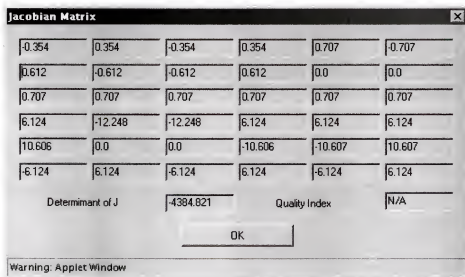 Jacobian Matrix
-0.354 0.354 -0.354 0.354 0.707 -0.707
0.612 -0.612 -0.612 0.612 0.0 0.0
0.707 0.707 0.707 0.707 0.707 0.707
6.124 -12.248 -12.248 6.124 6.124 6.124
10.606 0.0 0.0 -10.606 -10.607 10.607
-6.124 6.124 -6.124 6.124 -6.124 6.124
Deterimant of J -4384.821 Quality Index N/A
OK
Warning: Applet Window